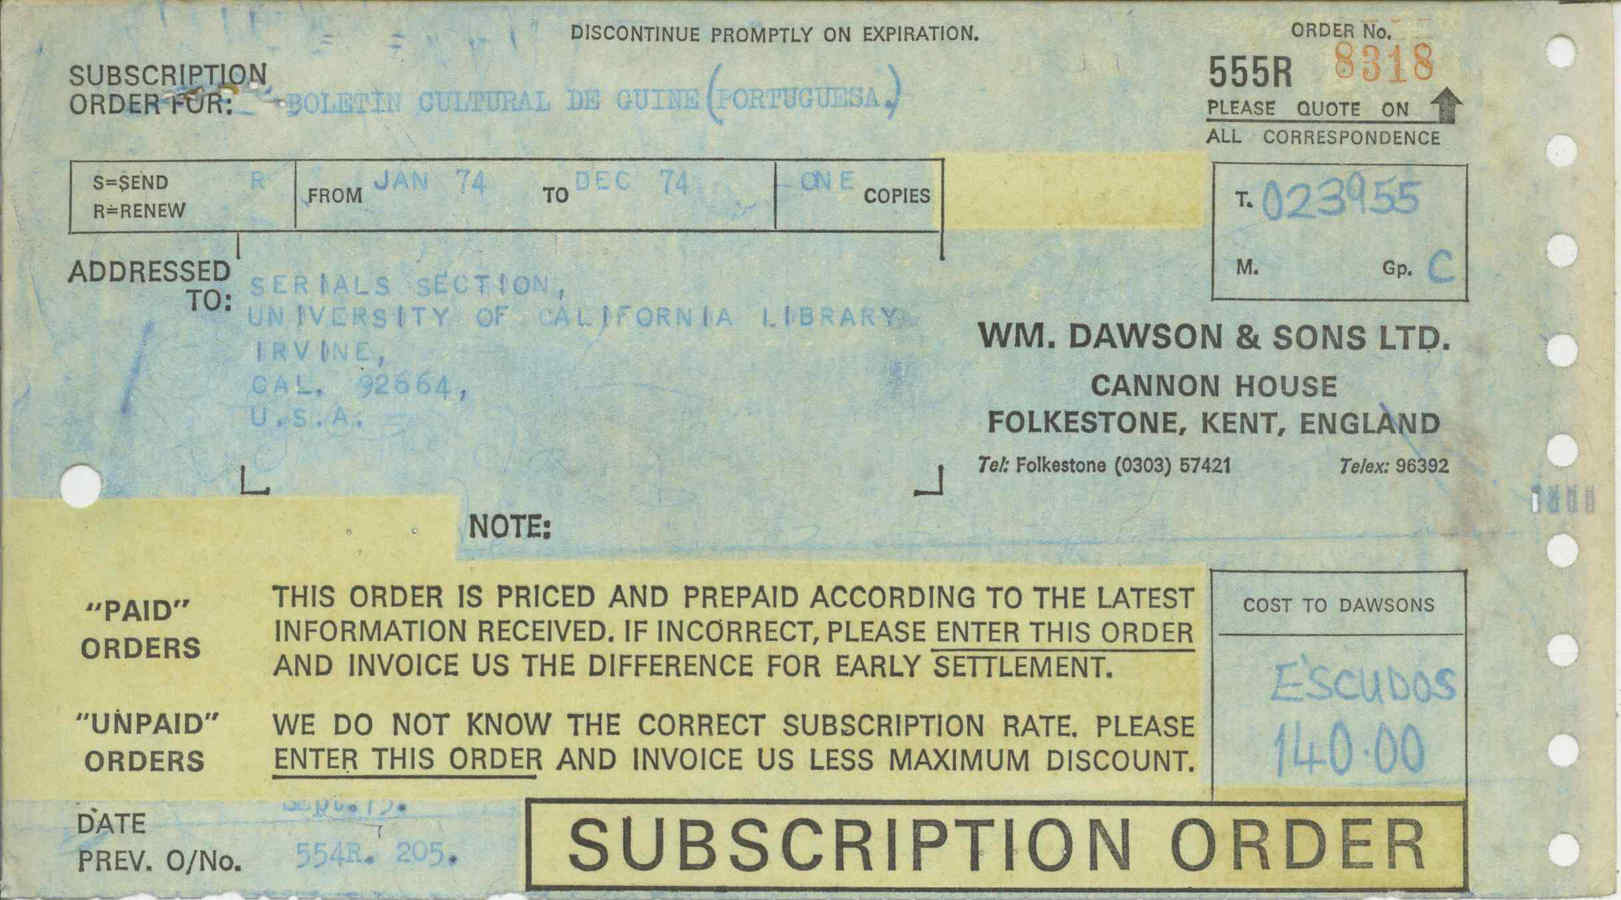 DISCONTINUE PROMPTLY ON EXPIRATION.
ORDER No.
555R 8318
PLEASE QUOTE ON
ALL CORRESPONDENCE
SUBSCRIPTION
ORDER FOR: BOLETIN CULTURAL DE GUINE (PORTUGUESA.)
S=SEND
R=RENEW
R
FROM JAN 74 TO DEC 74
ONE COPIES
T. 023955
M. Gp. C
ADDRESSED
TO:
SERIALS SECTION,
UNIVERSITY OF CALIFORNIA LIBRARY
IRVINE,
CAL. 92664,
U.S.A.
WM. DAWSON & SONS LTD.
CANNON HOUSE
FOLKESTONE, KENT, ENGLAND
Tel: Folkestone (0303) 57421 Telex: 96392
NOTE:
"PAID"
ORDERS
THIS ORDER IS PRICED AND PREPAID ACCORDING TO THE LATEST
INFORMATION RECEIVED. IF INCORRECT, PLEASE ENTER THIS ORDER
AND INVOICE US THE DIFFERENCE FOR EARLY SETTLEMENT.
"UNPAID"
ORDERS
WE DO NOT KNOW THE CORRECT SUBSCRIPTION RATE. PLEASE
ENTER THIS ORDER AND INVOICE US LESS MAXIMUM DISCOUNT.
COST TO DAWSONS
ESCUDOS
140.00
DATE Sept.
PREV. O/No. 554R. 205.
SUBSCRIPTION ORDER